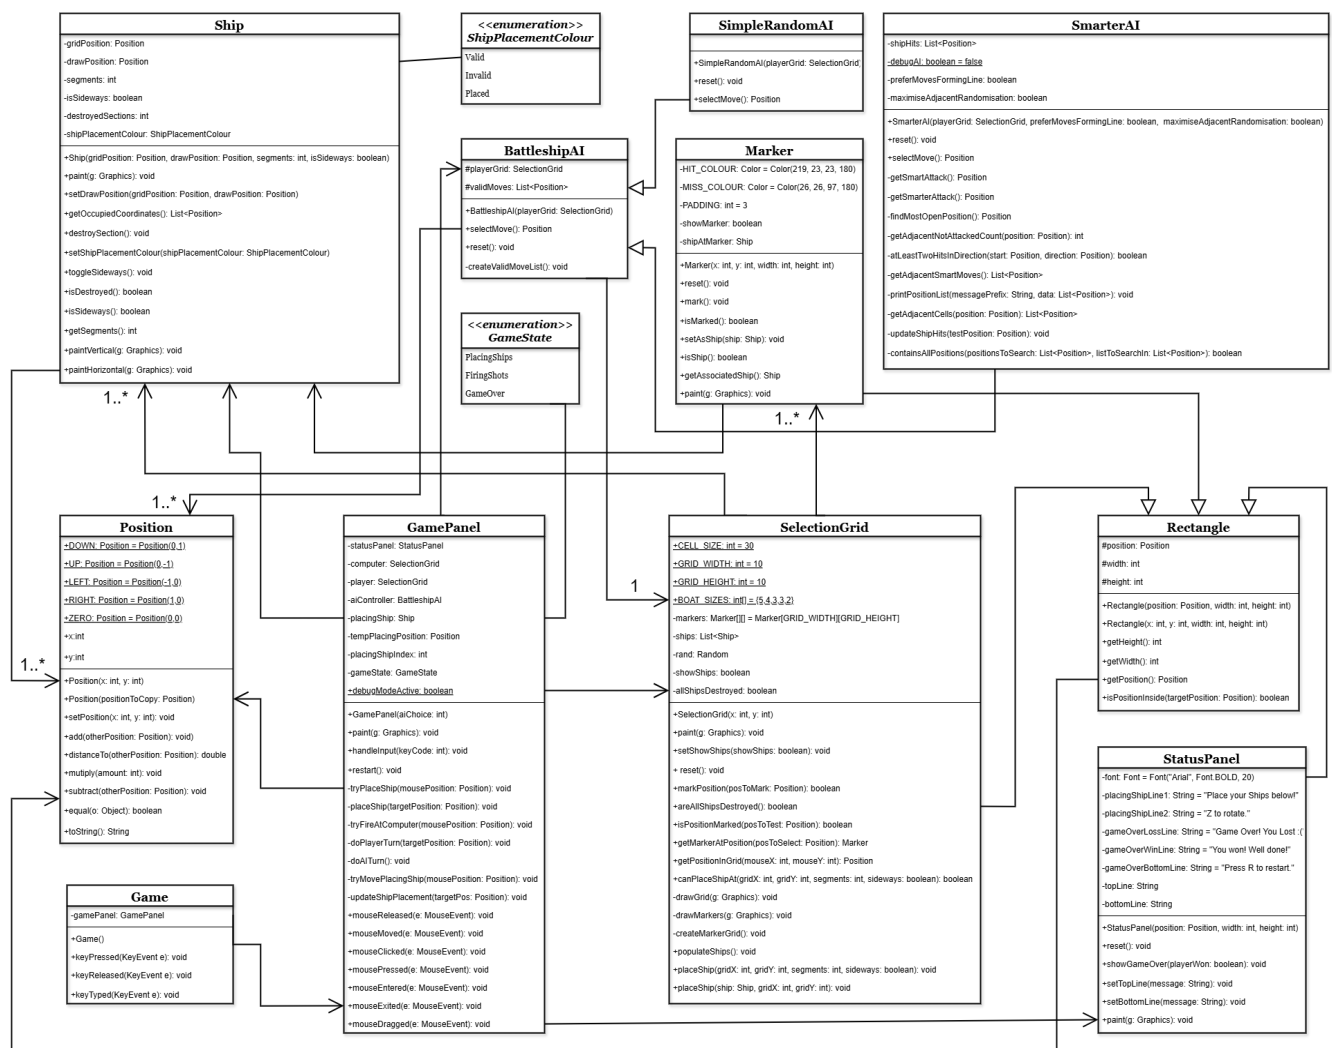 Ship
-gridPosition: Position
-drawPosition: Position
-segments: int
-isSideways: boolean
-destroyedSections: int
-shipPlacementColour: ShipPlacementColour
+Ship(gridPosition: Position, drawPosition: Position, segments: int, isSideways: boolean)
+paint(g: Graphics): void
+setDrawPosition(gridPosition: Position, drawPosition: Position)
+getOccupiedCoordinates(): List<Position>
+destroySection(): void
+setShipPlacementColour(shipPlacementColour: ShipPlacementColour)
+toggleSideways(): void
+isDestroyed(): boolean
+isSideways(): boolean
+getSegments(): int
+paintVertical(g: Graphics): void
+paintHorizontal(g: Graphics): void
<<enumeration>>
ShipPlacementColour
Valid
Invalid
Placed
SimpleRandomAI
+SimpleRandomAI(playerGrid: SelectionGrid
+reset(): void
+selectMove(): Position
SmarterAI
-shipHits: List<Position>
-debugAI: boolean = false
-preferMovesFormingLine: boolean
-maximiseAdjacentRandomisation: boolean
+SmarterAI(playerGrid: SelectionGrid, preferMovesFormingLine: boolean, maximiseAdjacentRandomisation: boolean)
+reset(): void
+selectMove(): Position
-getSmartAttack(): Position
-getSmarterAttack(): Position
-findMostOpenPosition(): Position
-getAdjacentNotAttackedCount(position: Position): int
-atLeastTwoHitsInDirection(start: Position, direction: Position): boolean
-getAdjacentSmartMoves(): List<Position>
-printPositionList(messagePrefix: String, data: List<Position>): void
-getAdjacentCells(position: Position): List<Position>
-updateShipHits(testPosition: Position): void
-containsAllPositions(positionsToSearch: List<Position>, listToSearchIn: List<Position>): boolean
BattleshipAI
#playerGrid: SelectionGrid
#validMoves: List<Position>
+BattleshipAI(playerGrid: SelectionGrid)
+selectMove(): Position
+reset(): void
-createValidMoveList(): void
Marker
-HIT_COLOUR: Color = Color(219, 23, 23, 180)
-MISS_COLOUR: Color = Color(26, 26, 97, 180)
-PADDING: int = 3
-showMarker: boolean
-shipAtMarker: Ship
+Marker(x: int, y: int, width: int, height: int)
+reset(): void
+mark(): void
+isMarked(): boolean
+setAsShip(ship: Ship): void
+isShip(): boolean
+getAssociatedShip(): Ship
+paint(g: Graphics): void
<<enumeration>>
GameState
PlacingShips
FiringShots
GameOver
1..*
1..*
1..*
1
1..*
Position
+DOWN: Position = Position(0,1)
+UP: Position = Position(0,-1)
+LEFT: Position = Position(-1,0)
+RIGHT: Position = Position(1,0)
+ZERO: Position = Position(0,0)
+x:int
+y:int
+Position(x: int, y: int)
+Position(positionToCopy: Position)
+setPosition(x: int, y: int): void
+add(otherPosition: Position): void)
+distanceTo(otherPosition: Position): double
+mutiply(amount: int): void
+subtract(otherPosition: Position): void
+equal(o: Object): boolean
+toString(): String
GamePanel
-statusPanel: StatusPanel
-computer: SelectionGrid
-player: SelectionGrid
-aiController: BattleshipAI
-placingShip: Ship
-tempPlacingPosition: Position
-placingShipIndex: int
-gameState: GameState
+debugModeActive: boolean
+GamePanel(aiChoice: int)
+paint(g: Graphics): void
+handleInput(keyCode: int): void
+restart(): void
-tryPlaceShip(mousePosition: Position): void
-placeShip(targetPosition: Position): void
-tryFireAtComputer(mousePosition: Position): void
-doPlayerTurn(targetPosition: Position): void
-doAITurn(): void
-tryMovePlacingShip(mousePosition: Position): void
-updateShipPlacement(targetPos: Position): void
+mouseReleased(e: MouseEvent): void
+mouseMoved(e: MouseEvent): void
+mouseClicked(e: MouseEvent): void
+mousePressed(e: MouseEvent): void
+mouseEntered(e: MouseEvent): void
+mouseExited(e: MouseEvent): void
+mouseDragged(e: MouseEvent): void
SelectionGrid
+CELL_SIZE: int = 30
+GRID_WIDTH: int = 10
+GRID_HEIGHT: int = 10
+BOAT_SIZES: int[] = {5,4,3,3,2}
-markers: Marker[][] = Marker[GRID_WIDTH][GRID_HEIGHT]
-ships: List<Ship>
-rand: Random
-showShips: boolean
-allShipsDestroyed: boolean
+SelectionGrid(x: int, y: int)
+paint(g: Graphics): void
+setShowShips(showShips: boolean): void
+ reset(): void
+markPosition(posToMark: Position): boolean
+areAllShipsDestroyed(): boolean
+isPositionMarked(posToTest: Position): boolean
+getMarkerAtPosition(posToSelect: Position): Marker
+getPositionInGrid(mouseX: int, mouseY: int): Position
+canPlaceShipAt(gridX: int, gridY: int, segments: int, sideways: boolean): boolean
-drawGrid(g: Graphics): void
-drawMarkers(g: Graphics): void
-createMarkerGrid(): void
+populateShips(): void
+placeShip(gridX: int, gridY: int, segments: int, sideways: boolean): void
+placeShip(ship: Ship, gridX: int, gridY: int): void
Rectangle
#position: Position
#width: int
#height: int
+Rectangle(position: Position, width: int, height: int)
+Rectangle(x: int, y: int, width: int, height: int)
+getHeight(): int
+getWidth(): int
+getPosition(): Position
+isPositionInside(targetPosition: Position): boolean
StatusPanel
-font: Font = Font("Arial", Font.BOLD, 20)
-placingShipLine1: String = "Place your Ships below!"
-placingShipLine2: String = "Z to rotate."
-gameOverLossLine: String = "Game Over! You Lost :(
-gameOverWinLine: String = "You won! Well done!"
-gameOverBottomLine: String = "Press R to restart."
-topLine: String
-bottomLine: String
+StatusPanel(position: Position, width: int, height: int)
+reset(): void
+showGameOver(playerWon: boolean): void
+setTopLine(message: String): void
+setBottomLine(message: String): void
+paint(g: Graphics): void
Game
-gamePanel: GamePanel
+Game()
+keyPressed(KeyEvent e): void
+keyReleased(KeyEvent e): void
+keyTyped(KeyEvent e): void